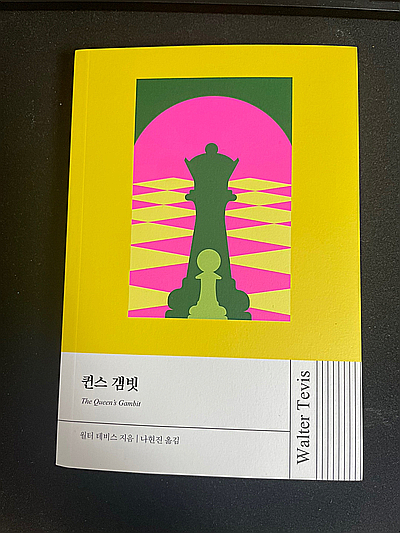 퀸스 갬빗
The Queen's Gambit
월터 테비스 지음 | 나현진 옮김
Walter Tevis